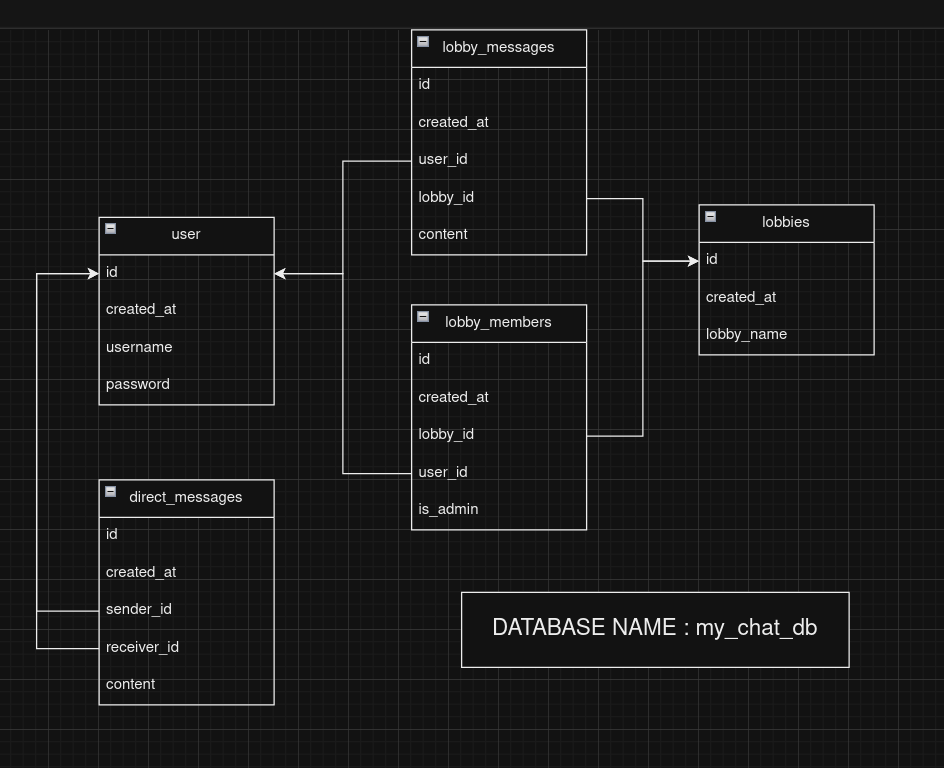 lobby_messages
id
created_at
user_id
lobby_id
content
user
id
created_at
username
password
lobbies
id
created_at
lobby_name
lobby_members
id
created_at
lobby_id
user_id
is_admin
direct_messages
id
created_at
sender_id
receiver_id
content
DATABASE NAME : my_chat_db